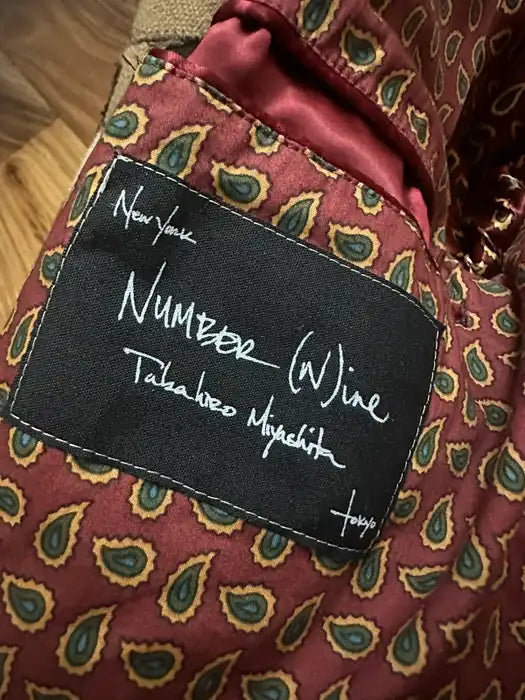 New York
NUMBER (N)ine
Takahiro Miyashita
tokyo